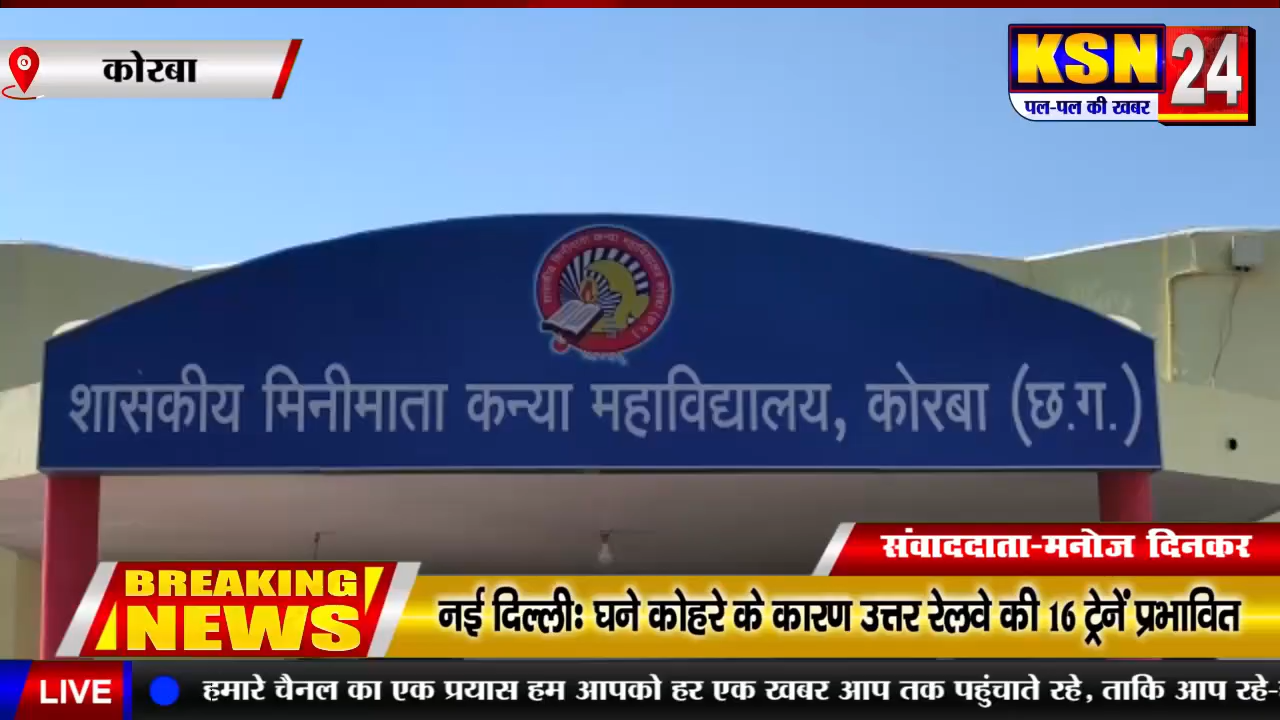 कोरबा
KSN 24
पल-पल की खबर
शासकीय मिनीमाता कन्या महाविद्यालय, कोरबा (छ.ग.)
संवाददाता-मनोज दिनकर
BREAKING
NEWS
नई दिल्लीः घने कोहरे के कारण उत्तर रेलवे की 16 ट्रेनें प्रभावित
LIVE
हमारे चैनल का एक प्रयास हम आपको हर एक खबर आप तक पहुंचाते रहे, ताकि आप रहे-